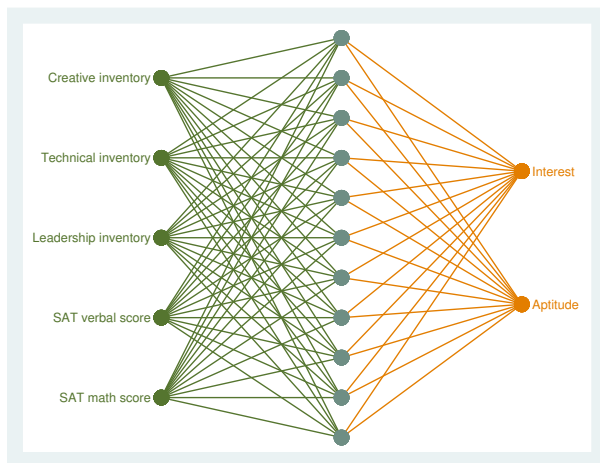 Creative inventory
Technical inventory
Interest
Leadership inventory
Aptitude
SAT verbal score
SAT math score